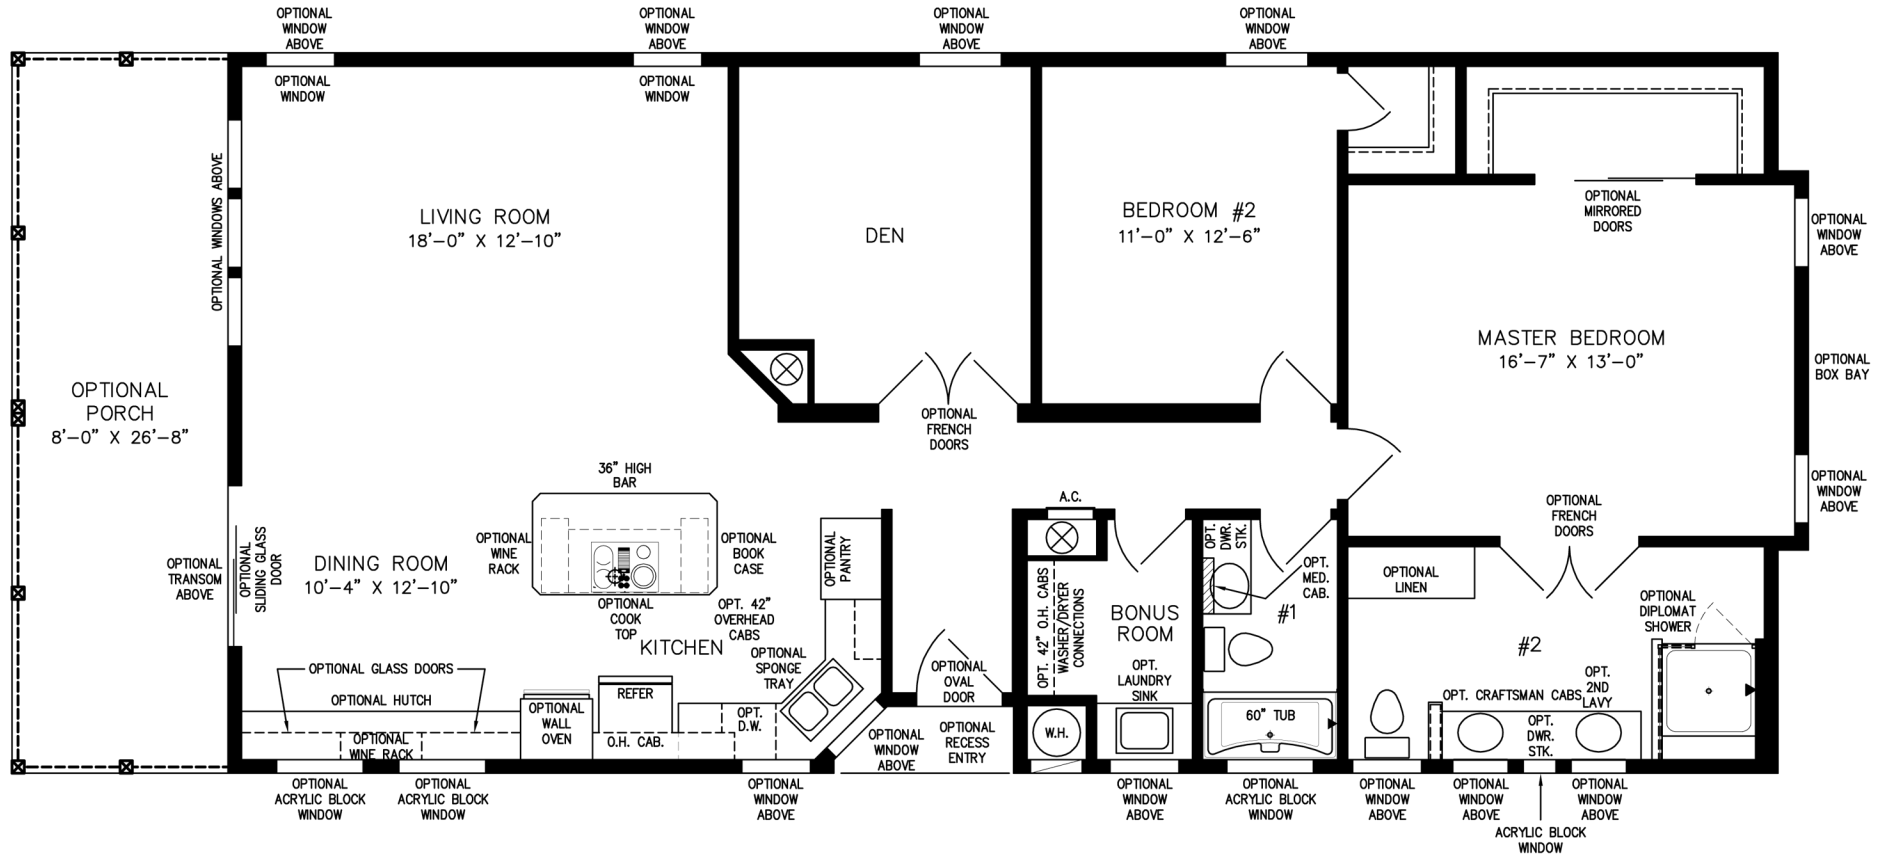 OPTIONAL
WINDOW
ABOVE
OPTIONAL
WINDOW
ABOVE
OPTIONAL
WINDOW
ABOVE
OPTIONAL
WINDOW
ABOVE
OPTIONAL
WINDOW
OPTIONAL
WINDOW
OPTIONAL WINDOWS ABOVE
LIVING ROOM
18'-0" X 12'-10"
DEN
BEDROOM #2
11'-0" X 12'-6"
OPTIONAL
MIRRORED
DOORS
OPTIONAL
WINDOW
ABOVE
MASTER BEDROOM
16'-7" X 13'-0"
OPTIONAL
BOX BAY
OPTIONAL
PORCH
8'-0" X 26'-8"
OPTIONAL
FRENCH
DOORS
36" HIGH
BAR
A.C.
OPTIONAL
FRENCH
DOORS
OPTIONAL
WINDOW
ABOVE
OPTIONAL
TRANSOM
ABOVE
OPTIONAL
SLIDING GLASS
DOOR
DINING ROOM
10'-4" X 12'-10"
OPTIONAL
WINE
RACK
OPTIONAL
BOOK
CASE
OPTIONAL
PANTRY
OPTIONAL
COOK
TOP
OPT. 42"
OVERHEAD
CABS
KITCHEN
OPTIONAL
SPONGE
TRAY
OPT. 42" O.H. CABS
WASHER/DRYER
CONNECTIONS
BONUS
ROOM
OPT.
LAUNDRY
SINK
OPT.
DWR.
STK.
OPT.
MED.
CAB.
#1
OPTIONAL
LINEN
#2
OPTIONAL
DIPLOMAT
SHOWER
OPTIONAL GLASS DOORS
OPTIONAL HUTCH
OPTIONAL
WINE RACK
OPTIONAL
WALL
OVEN
REFER
O.H. CAB.
OPT.
D.W.
OPTIONAL
OVAL
DOOR
OPTIONAL
WINDOW
ABOVE
OPTIONAL
RECESS
ENTRY
W.H.
60" TUB
OPT. CRAFTSMAN CABS
OPT.
2ND
LAVY
OPT.
DWR.
STK.
OPTIONAL
ACRYLIC BLOCK
WINDOW
OPTIONAL
ACRYLIC BLOCK
WINDOW
OPTIONAL
WINDOW
ABOVE
OPTIONAL
WINDOW
ABOVE
OPTIONAL
ACRYLIC BLOCK
WINDOW
OPTIONAL
WINDOW
ABOVE
OPTIONAL
WINDOW
ABOVE
OPTIONAL
WINDOW
ABOVE
ACRYLIC BLOCK
WINDOW